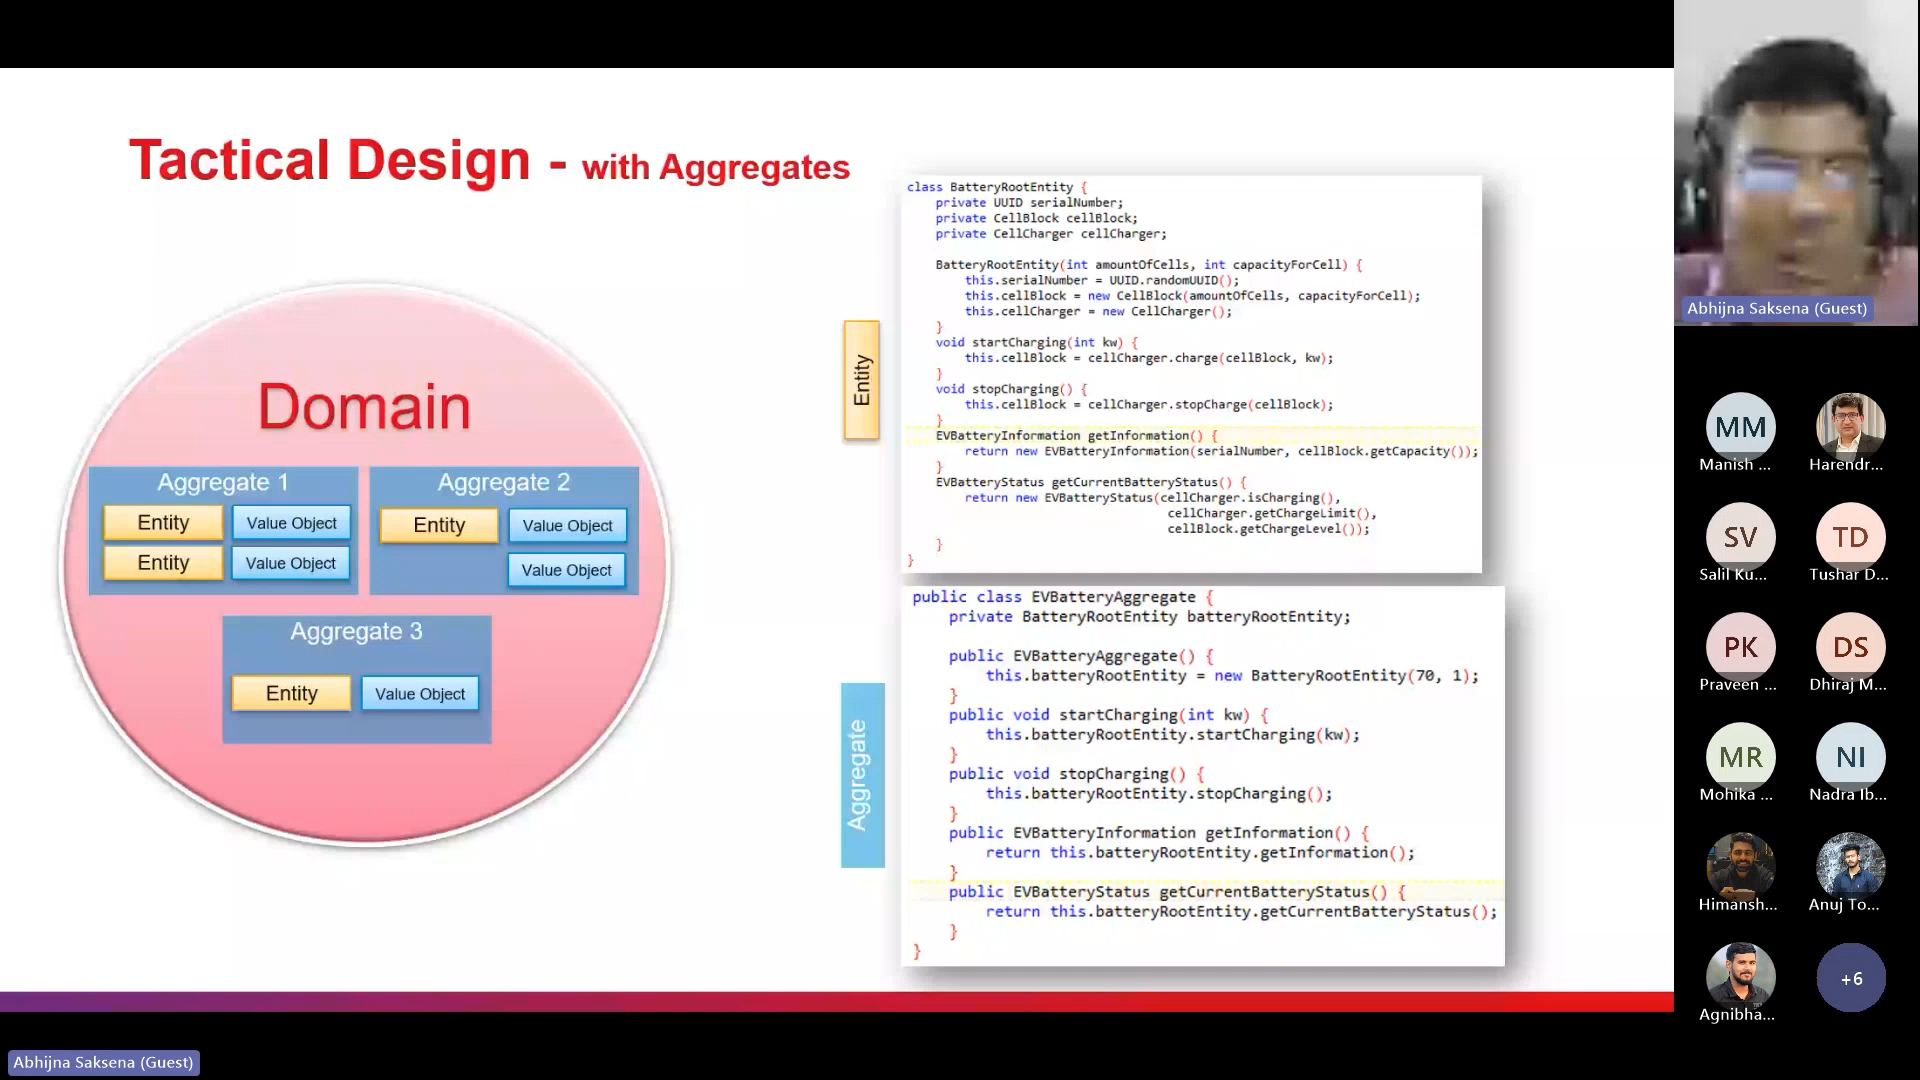 Tactical Design - with Aggregates
Domain
Aggregate 1
Entity
Value Object
Entity
Value Object
Aggregate 2
Entity
Value Object
Value Object
Aggregate 3
Entity
Value Object
Entity
class BatteryRootEntity {
private UUID serialNumber;
private CellBlock cellBlock;
private CellCharger cellCharger;
BatteryRootEntity(int amountOfCells, int capacityForCell) {
this.serialNumber = UUID.randomUUID();
this.cellBlock = new CellBlock(amountOfCells, capacityForCell);
this.cellCharger = new CellCharger();
}
void startCharging(int kw) {
this.cellBlock = cellCharger.charge(cellBlock, kw);
}
void stopCharging() {
this.cellBlock = cellCharger.stopCharge(cellBlock);
}
EVBatteryInformation getInformation() {
return new EVBatteryInformation(serialNumber, cellBlock.getCapacity());
}
EVBatteryStatus getCurrentBatteryStatus() {
return new EVBatteryStatus(cellCharger.isCharging(),
cellCharger.getChargeLimit(),
cellBlock.getChargeLevel());
}
}
Aggregate
public class EVBatteryAggregate {
private BatteryRootEntity batteryRootEntity;
public EVBatteryAggregate() {
this.batteryRootEntity = new BatteryRootEntity(70, 1);
}
public void startCharging(int kw) {
this.batteryRootEntity.startCharging(kw);
}
public void stopCharging() {
this.batteryRootEntity.stopCharging();
}
public EVBatteryInformation getInformation() {
return this.batteryRootEntity.getInformation();
}
public EVBatteryStatus getCurrentBatteryStatus() {
return this.batteryRootEntity.getCurrentBatteryStatus();
}
}
Abhijna Saksena (Guest)
MM
Manish ...
Harendr...
SV
Salil Ku...
TD
Tushar D...
PK
Praveen ...
DS
Dhiraj M...
MR
Mohika ...
NI
Nadra Ib...
Himansh...
Anuj To...
Agnibha...
+6
Abhijna Saksena (Guest)